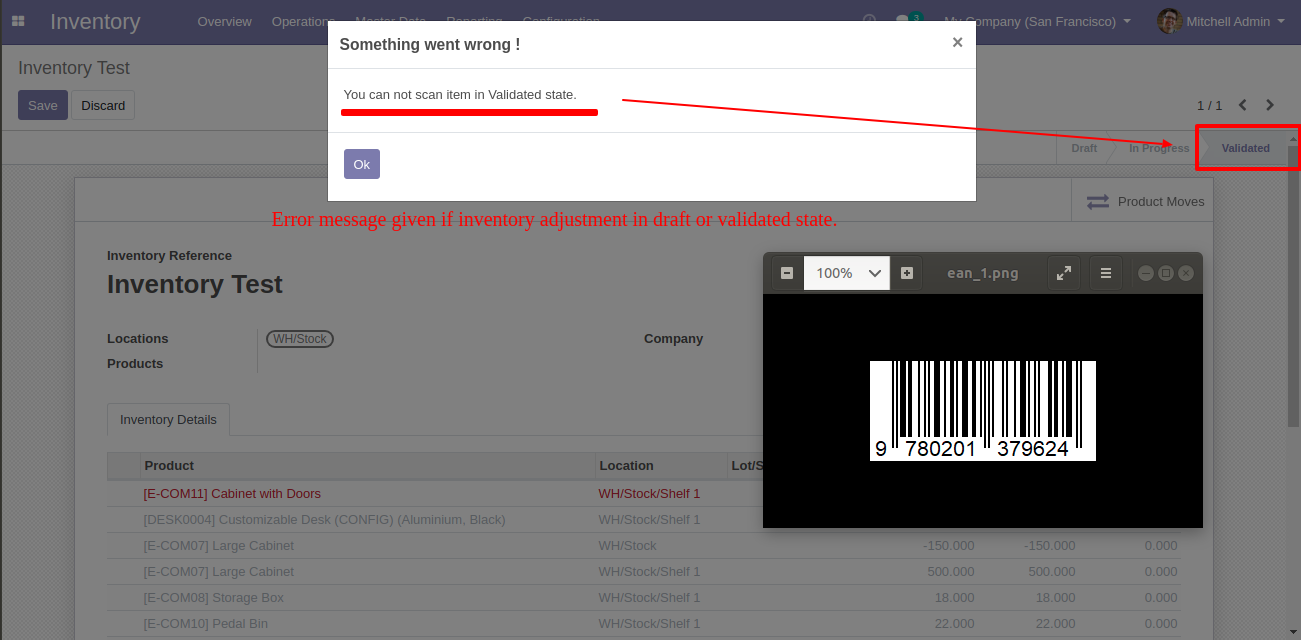 Inventory Overview Operations Master Data Reporting Configuration 3 My Company (San Francisco) Mitchell Admin
Something went wrong ! ×
Inventory Test
You can not scan item in Validated state.
Save Discard
1 / 1
Draft In Progress Validated
Ok
Product Moves
Error message given if inventory adjustment in draft or validated state.
Inventory Reference
Inventory Test
100% ean_1.png
Locations WH/Stock Company
Products
Inventory Details
9 780201 379624
Product Location Lot/S
[E-COM11] Cabinet with Doors WH/Stock/Shelf 1
[DESK0004] Customizable Desk (CONFIG) (Aluminium, Black) WH/Stock/Shelf 1
[E-COM07] Large Cabinet WH/Stock -150.000 -150.000 0.000
[E-COM07] Large Cabinet WH/Stock/Shelf 1 500.000 500.000 0.000
[E-COM08] Storage Box WH/Stock/Shelf 1 18.000 18.000 0.000
[E-COM10] Pedal Bin WH/Stock/Shelf 1 22.000 22.000 0.000